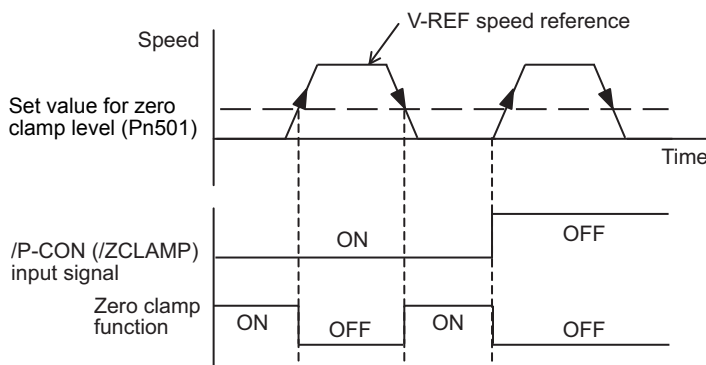 V-REF speed reference
Speed
Set value for zero
clamp level (Pn501)
Time
/P-CON (/ZCLAMP)
input signal
ON
OFF
Zero clamp
function
ON
OFF
ON
OFF